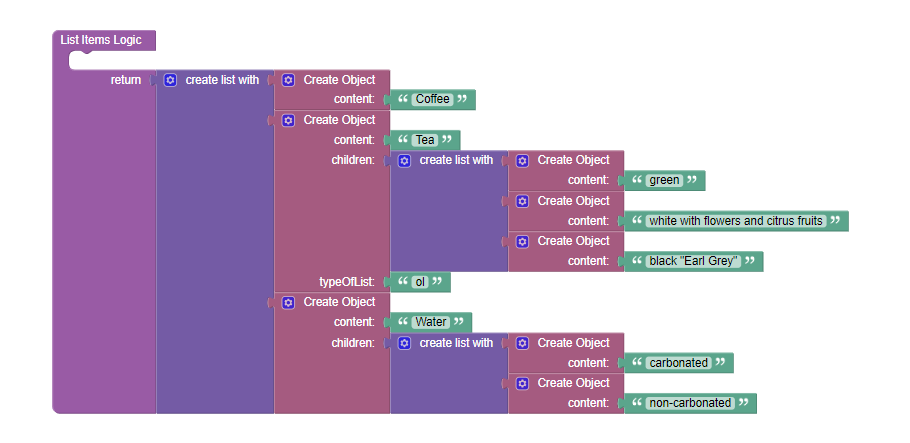 List Items Logic
return create list with Create Object
content: “ Coffee ”
Create Object
content: “ Tea ”
children: create list with Create Object
content: “ green ”
Create Object
content: “ white with flowers and citrus fruits ”
Create Object
content: “ black "Earl Grey" ”
typeOfList: “ ol ”
Create Object
content: “ Water ”
children: create list with Create Object
content: “ carbonated ”
Create Object
content: “ non-carbonated ”